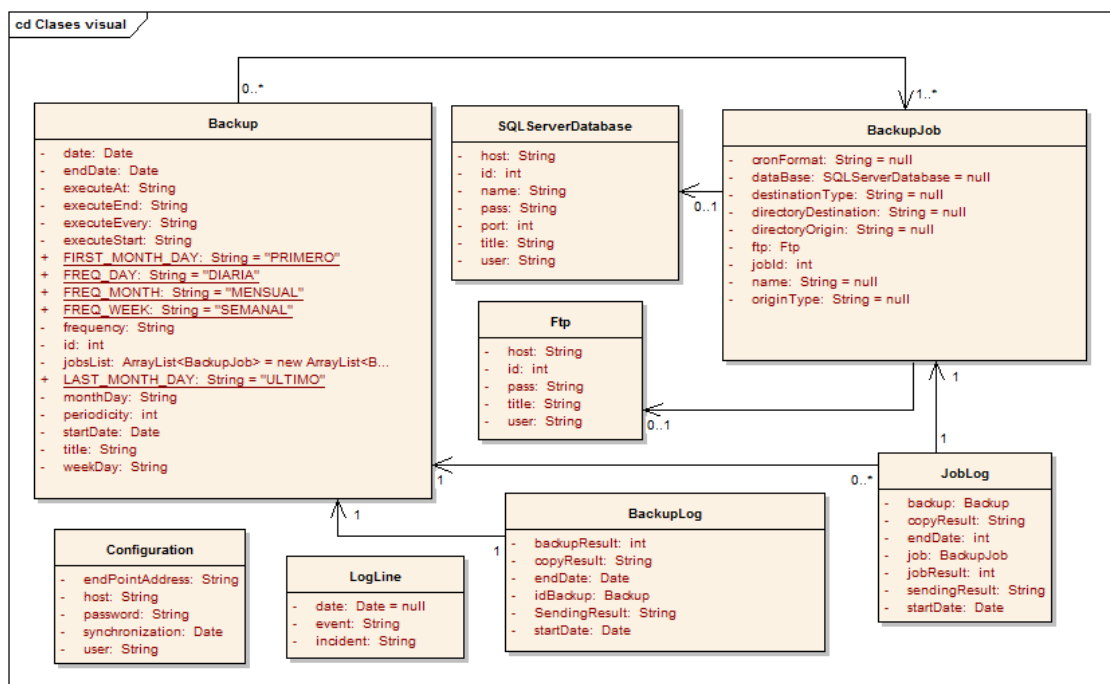 cd Clases visual
0..*
1..*
Backup
- date: Date
- endDate: Date
- executeAt: String
- executeEnd: String
- executeEvery: String
- executeStart: String
+ FIRST_MONTH_DAY: String = "PRIMERO"
+ FREQ_DAY: String = "DIARIA"
+ FREQ_MONTH: String = "MENSUAL"
+ FREQ_WEEK: String = "SEMANAL"
- frequency: String
- id: int
- jobsList: ArrayList<BackupJob> = new ArrayList<B...
+ LAST_MONTH_DAY: String = "ULTIMO"
- monthDay: String
- periodicity: int
- startDate: Date
- title: String
- weekDay: String
SQLServerDatabase
- host: String
- id: int
- name: String
- pass: String
- port: int
- title: String
- user: String
0..1
BackupJob
- cronFormat: String = null
- dataBase: SQLServerDatabase = null
- destinationType: String = null
- directoryDestination: String = null
- directoryOrigin: String = null
- ftp: Ftp
- jobId: int
- name: String = null
- originType: String = null
Ftp
- host: String
- id: int
- pass: String
- title: String
- user: String
0..1
1
1
1
0..*
JobLog
- backup: Backup
- copyResult: String
- endDate: int
- job: BackupJob
- jobResult: int
- sendingResult: String
- startDate: Date
1
1
BackupLog
- backupResult: int
- copyResult: String
- endDate: Date
- idBackup: Backup
- SendingResult: String
- startDate: Date
Configuration
- endPointAddress: String
- host: String
- password: String
- synchronization: Date
- user: String
LogLine
- date: Date = null
- event: String
- incident: String